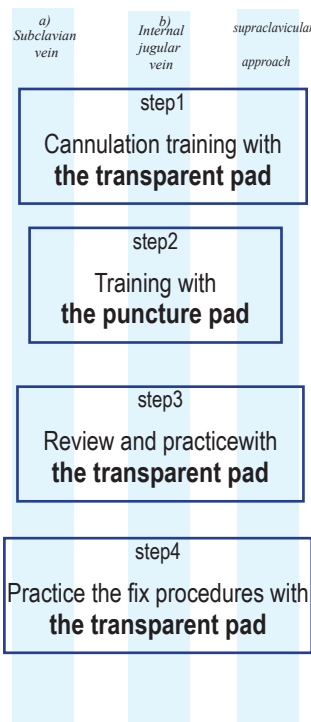 a)
Subclavian
vein
b)
Internal
jugular
vein
supraclavicular
approach
step1
Cannulation training with
the transparent pad
step2
Training with
the puncture pad
step3
Review and practicewith
the transparent pad
step4
Practice the fix procedures with
the transparent pad